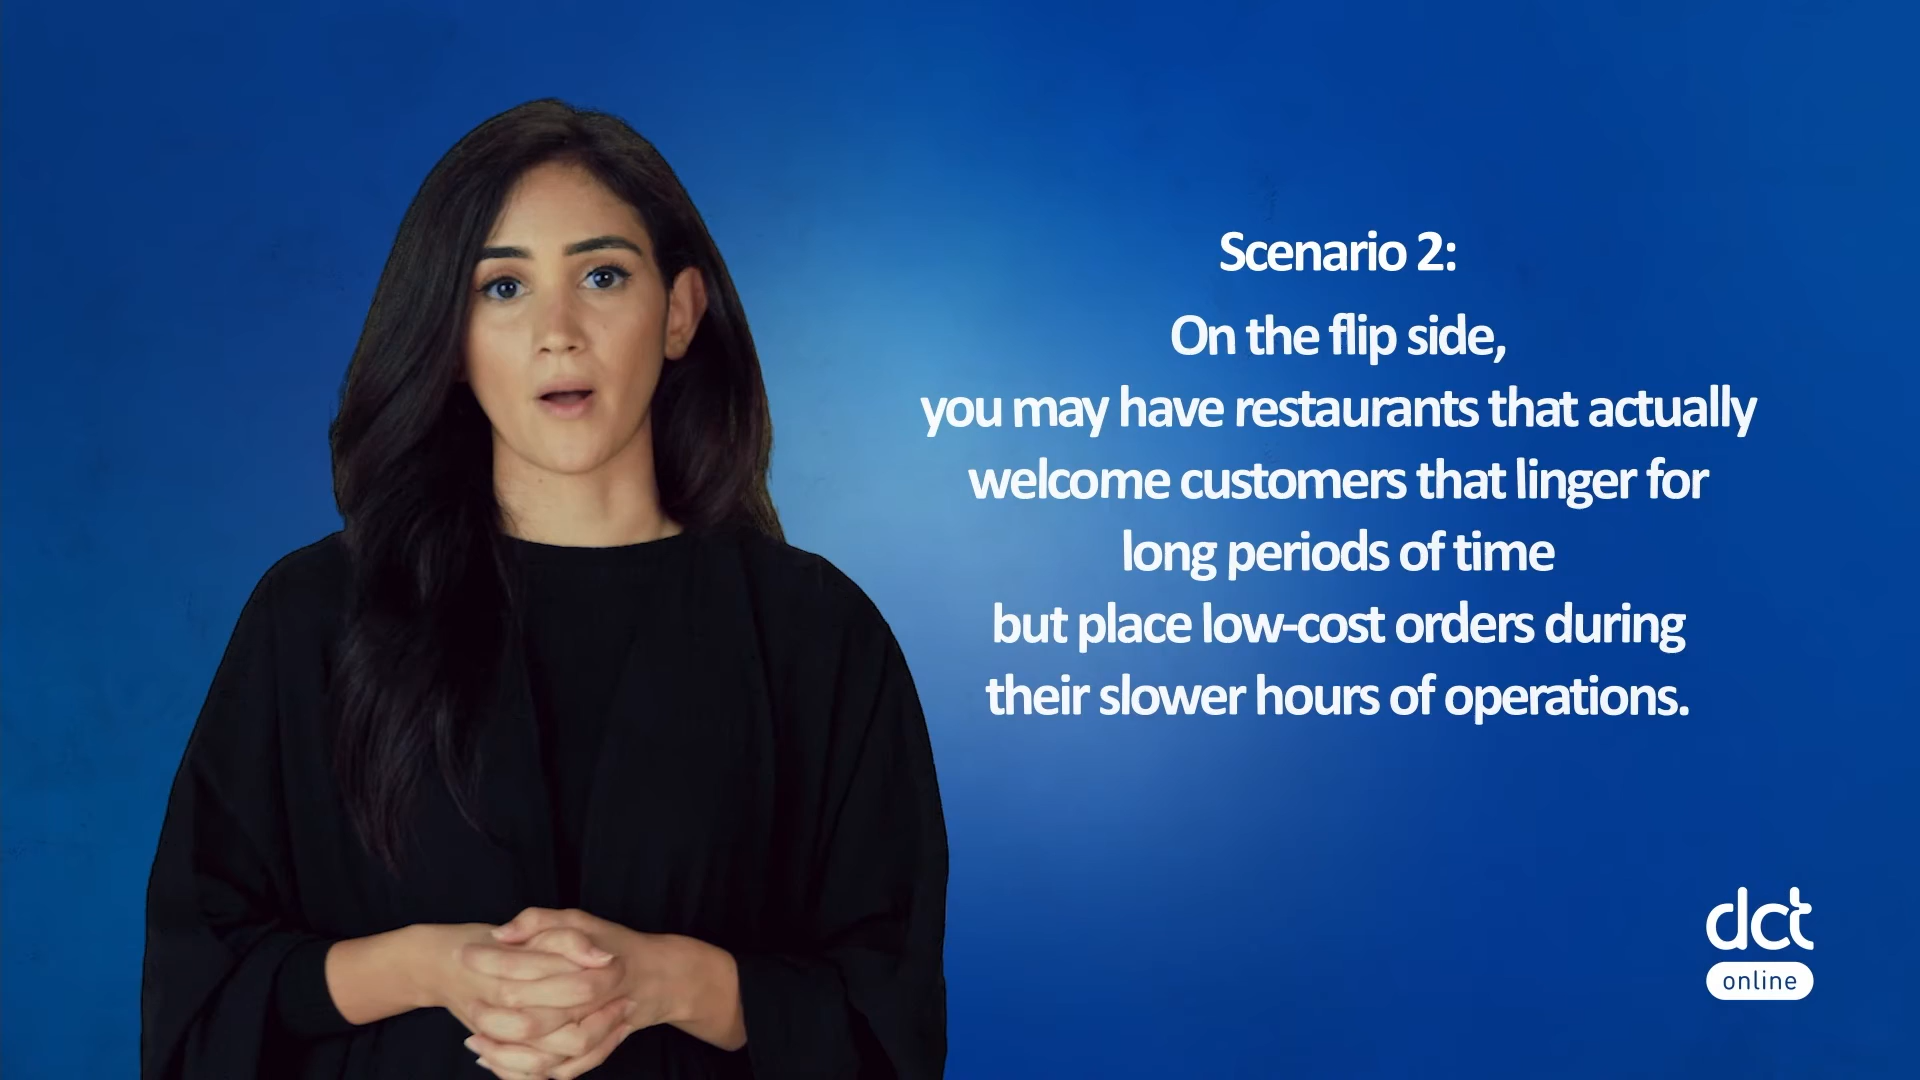 Scenario 2:
On the flip side,
you may have restaurants that actually
welcome customers that linger for
long periods of time
but place low-cost orders during
their slower hours of operations.
dct
online